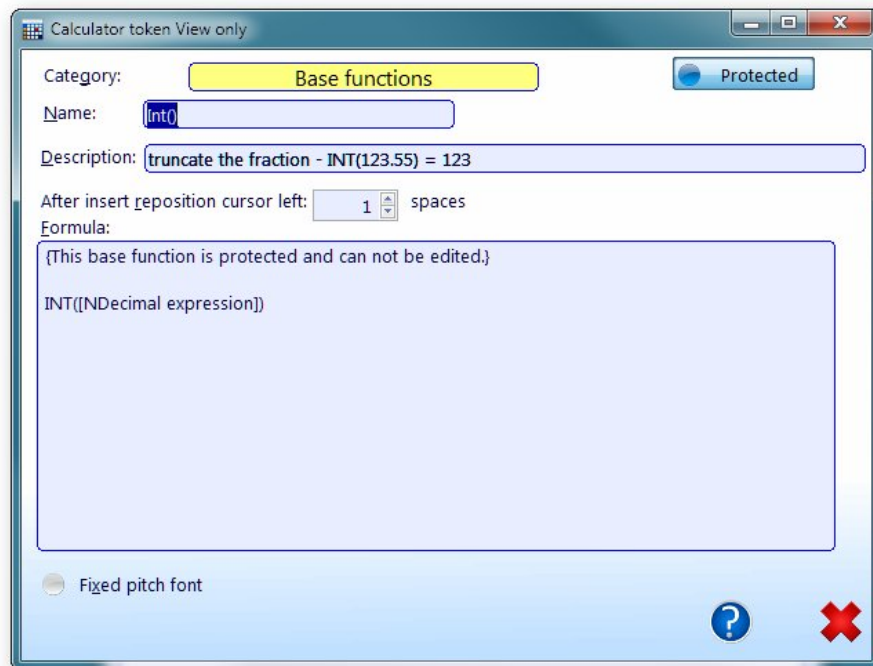 Calculator token View only
Category: Base functions Protected
Name: Int()
Description: truncate the fraction - INT(123.55) = 123
After insert reposition cursor left: 1 spaces
Formula:
{This base function is protected and can not be edited.}
INT([NDecimal expression])
Fixed pitch font
?